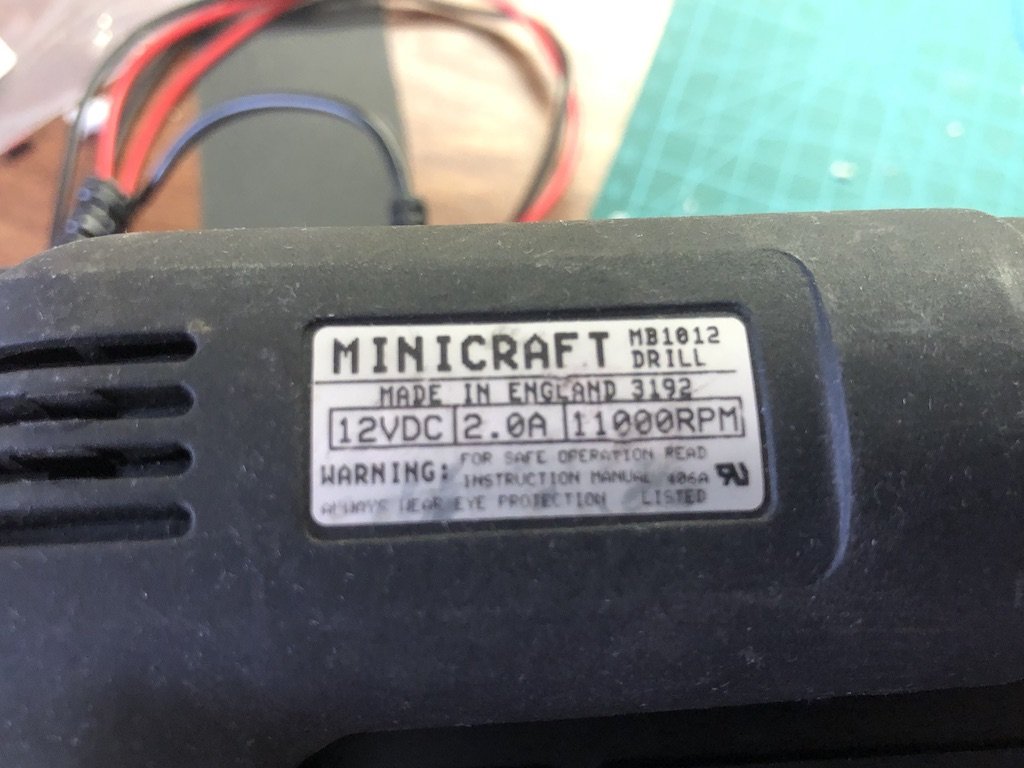 MINICRAFT MB1012 DRILL
MADE IN ENGLAND 3192
12VDC 2.0A 11000RPM
WARNING: FOR SAFE OPERATION READ
INSTRUCTION MANUAL 406A
ALWAYS WEAR EYE PROTECTION LISTED